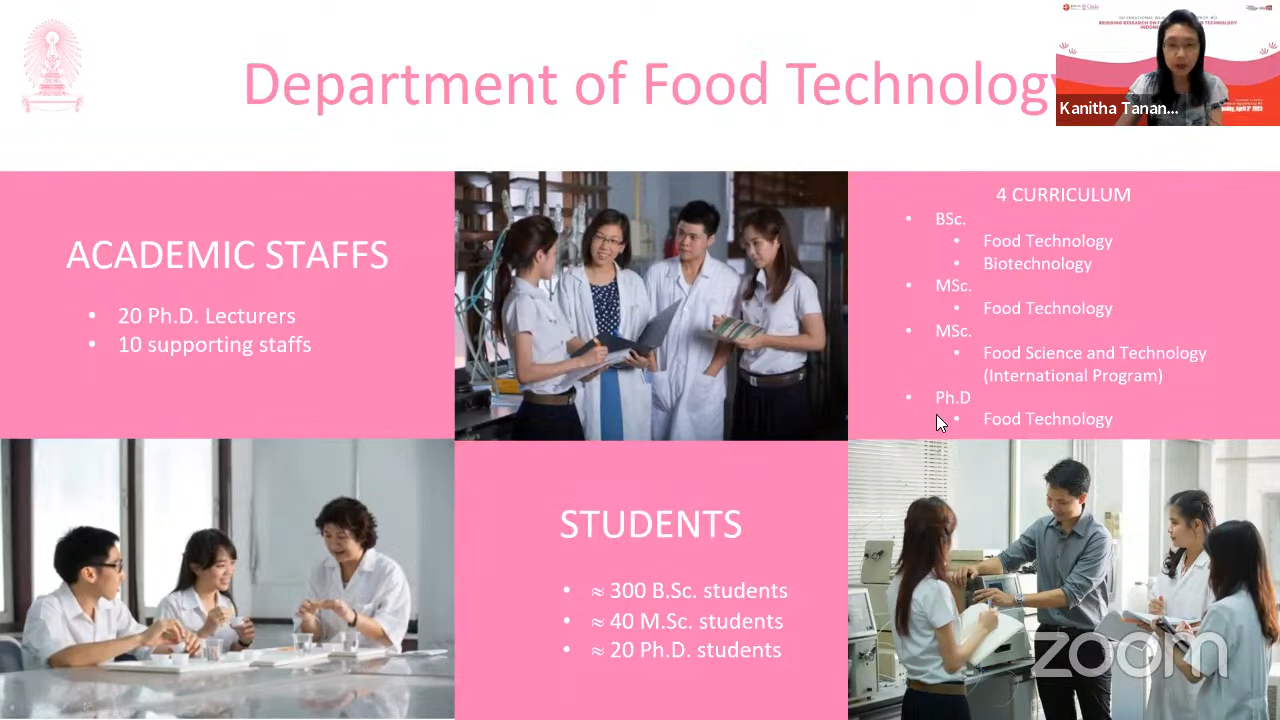 Department of Food Technology
Kanitha Tanan...
ACADEMIC STAFFS
• 20 Ph.D. Lecturers
• 10 supporting staffs
4 CURRICULUM
• BSc.
• Food Technology
• Biotechnology
• MSc.
• Food Technology
• MSc.
• Food Science and Technology
(International Program)
• Ph.D
• Food Technology
STUDENTS
• ≈ 300 B.Sc. students
• ≈ 40 M.Sc. students
• ≈ 20 Ph.D. students
zoom